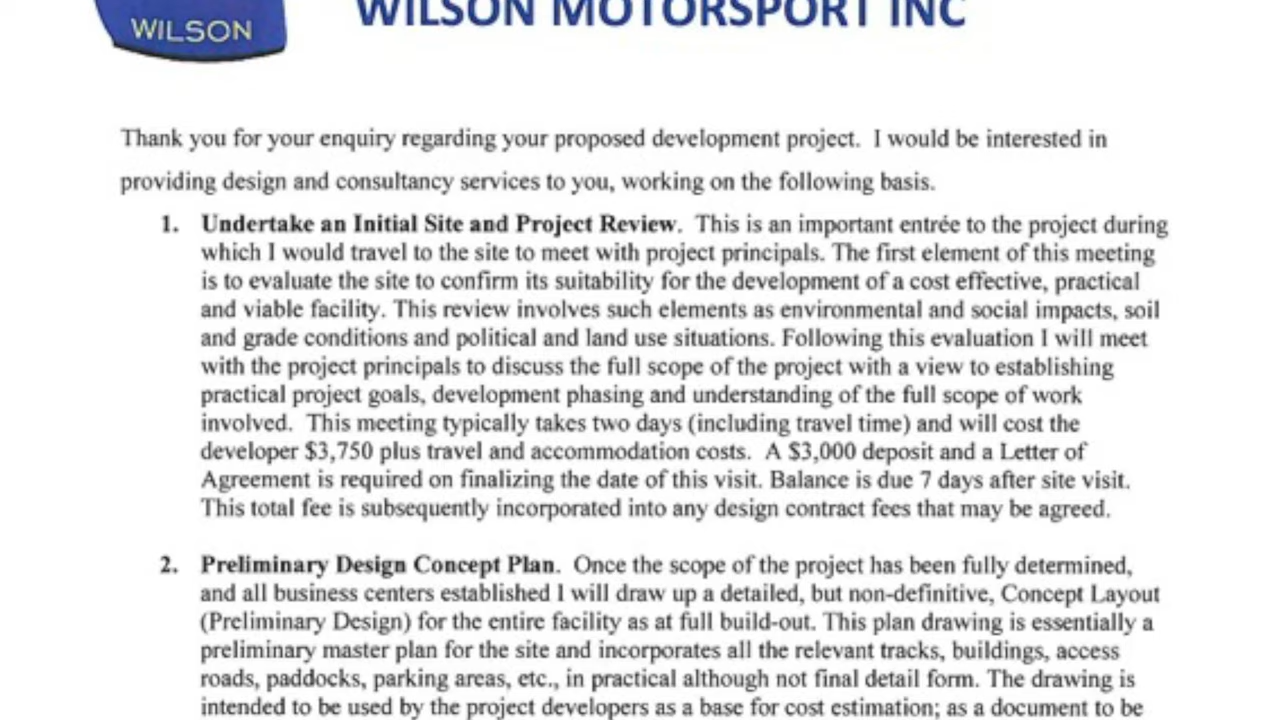 WILSON
WILSON MOTORSPORT INC
Thank you for your enquiry regarding your proposed development project.  I would be interested in
providing design and consultancy services to you, working on the following basis.
1. Undertake an Initial Site and Project Review.  This is an important entrée to the project during
which I would travel to the site to meet with project principals. The first element of this meeting
is to evaluate the site to confirm its suitability for the development of a cost effective, practical
and viable facility. This review involves such elements as environmental and social impacts, soil
and grade conditions and political and land use situations. Following this evaluation I will meet
with the project principals to discuss the full scope of the project with a view to establishing
practical project goals, development phasing and understanding of the full scope of work
involved.  This meeting typically takes two days (including travel time) and will cost the
developer $3,750 plus travel and accommodation costs.  A $3,000 deposit and a Letter of
Agreement is required on finalizing the date of this visit. Balance is due 7 days after site visit.
This total fee is subsequently incorporated into any design contract fees that may be agreed.
2. Preliminary Design Concept Plan.  Once the scope of the project has been fully determined,
and all business centers established I will draw up a detailed, but non-definitive, Concept Layout
(Preliminary Design) for the entire facility as at full build-out. This plan drawing is essentially a
preliminary master plan for the site and incorporates all the relevant tracks, buildings, access
roads, paddocks, parking areas, etc., in practical although not final detail form. The drawing is
intended to be used by the project developers as a base for cost estimation; as a document to be